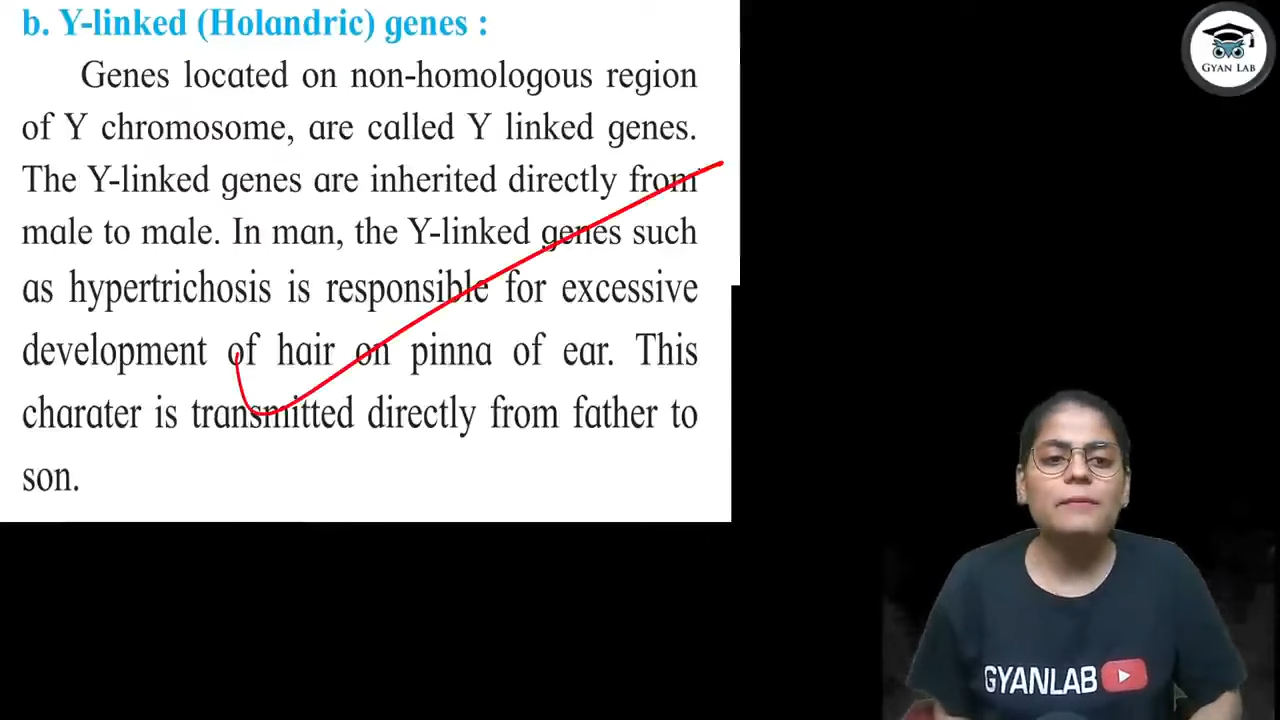 b. Y-linked (Holandric) genes :
Genes located on non-homologous region
of Y chromosome, are called Y linked genes.
The Y-linked genes are inherited directly from
male to male. In man, the Y-linked genes such
as hypertrichosis is responsible for excessive
development of hair on pinna of ear. This
charater is transmitted directly from father to
son.
GYAN LAB
GYANLAB